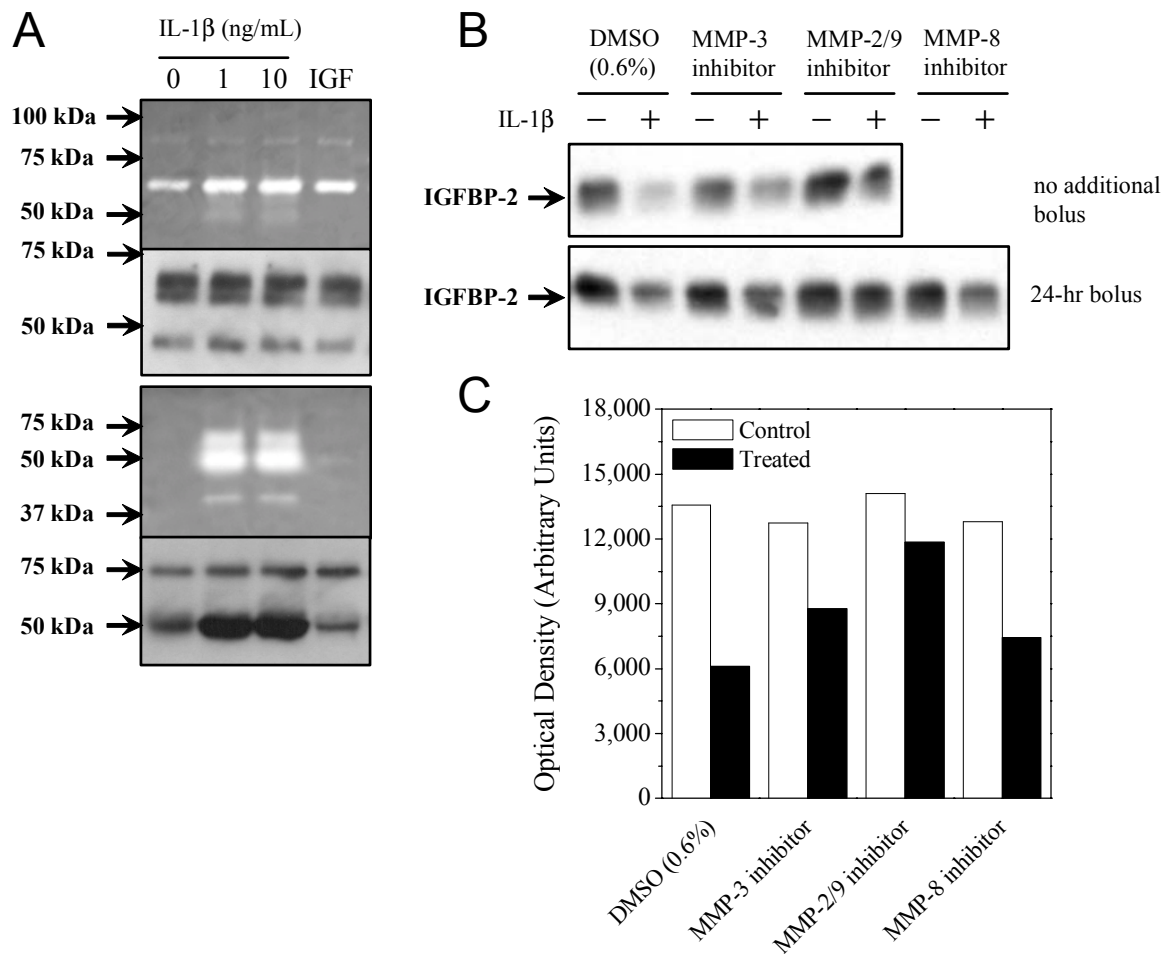 A
IL-1β (ng/mL)
0 1 10 IGF
100 kDa
75 kDa
50 kDa
75 kDa
50 kDa
75 kDa
50 kDa
37 kDa
75 kDa
50 kDa
B
DMSO
(0.6%)
MMP-3
inhibitor
MMP-2/9
inhibitor
MMP-8
inhibitor
IL-1β − + − + − + − +
IGFBP-2
no additional
bolus
IGFBP-2
24-hr bolus
C
Optical Density (Arbitrary Units)
18,000
15,000
12,000
9,000
6,000
3,000
0
Control
Treated
DMSO (0.6%)
MMP-3 inhibitor
MMP-2/9 inhibitor
MMP-8 inhibitor